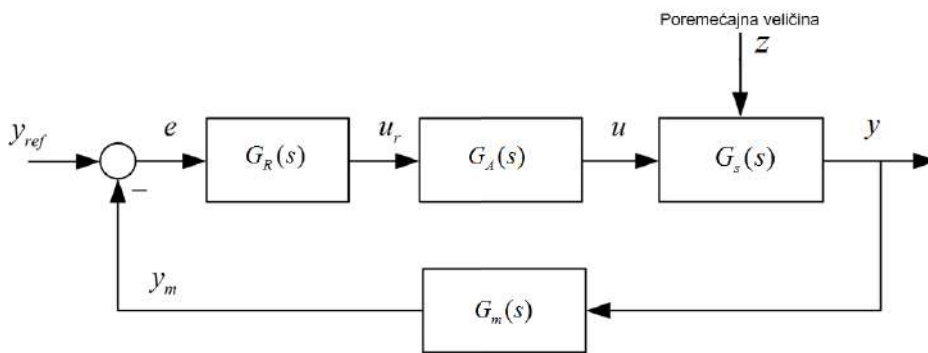 Poremećajna veličina
z
y_ref
e
G_R(s)
u_r
G_A(s)
u
G_s(s)
y
−
y_m
G_m(s)